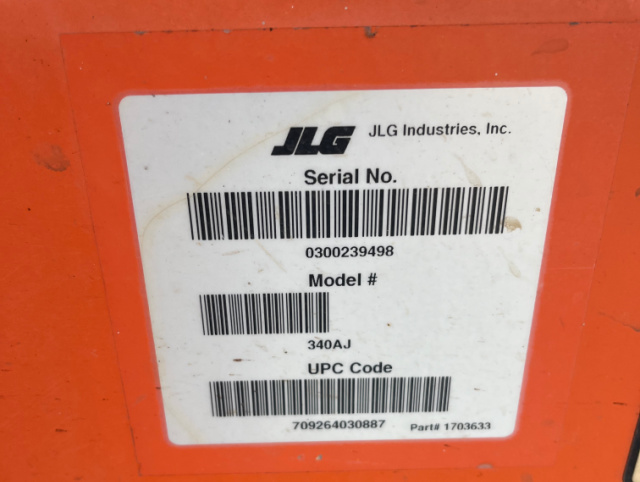 JLG JLG Industries, Inc.
Serial No.
0300239498
Model #
340AJ
UPC Code
709264030887 Part# 1703633